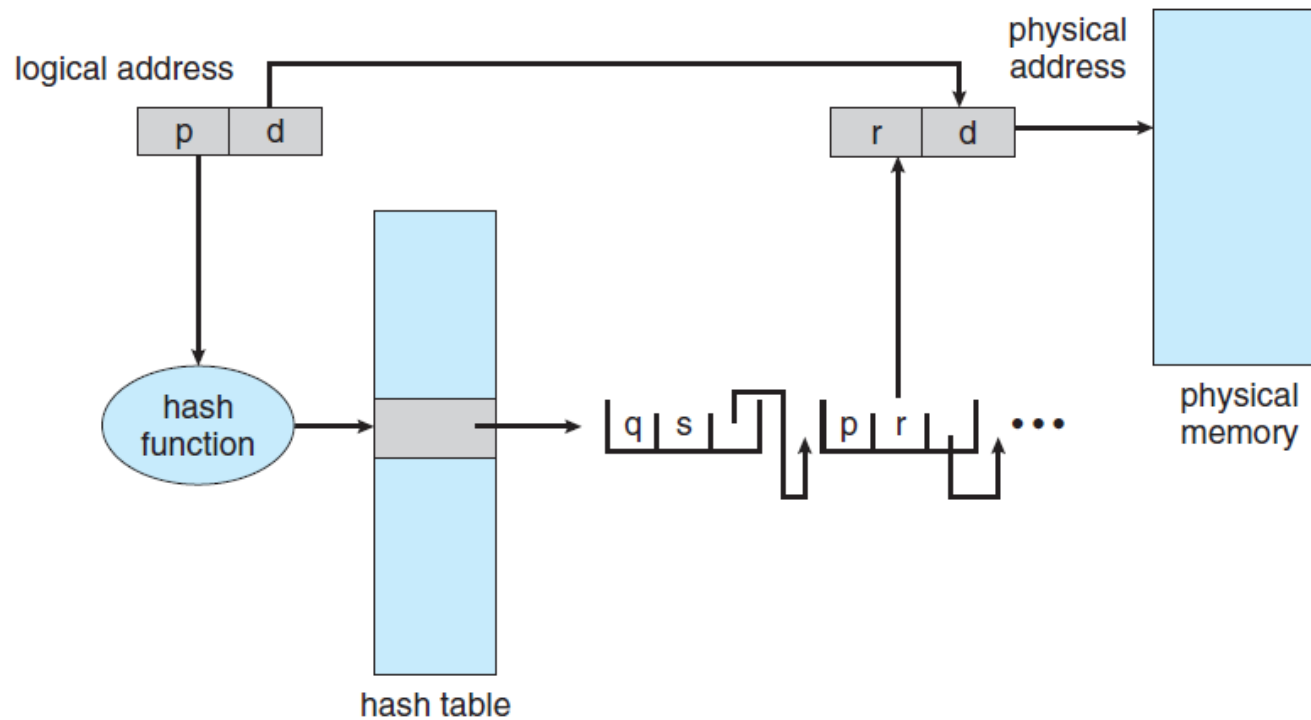 logical address
p d
physical
address
r d
hash
function
q s
p r
•••
physical
memory
hash table